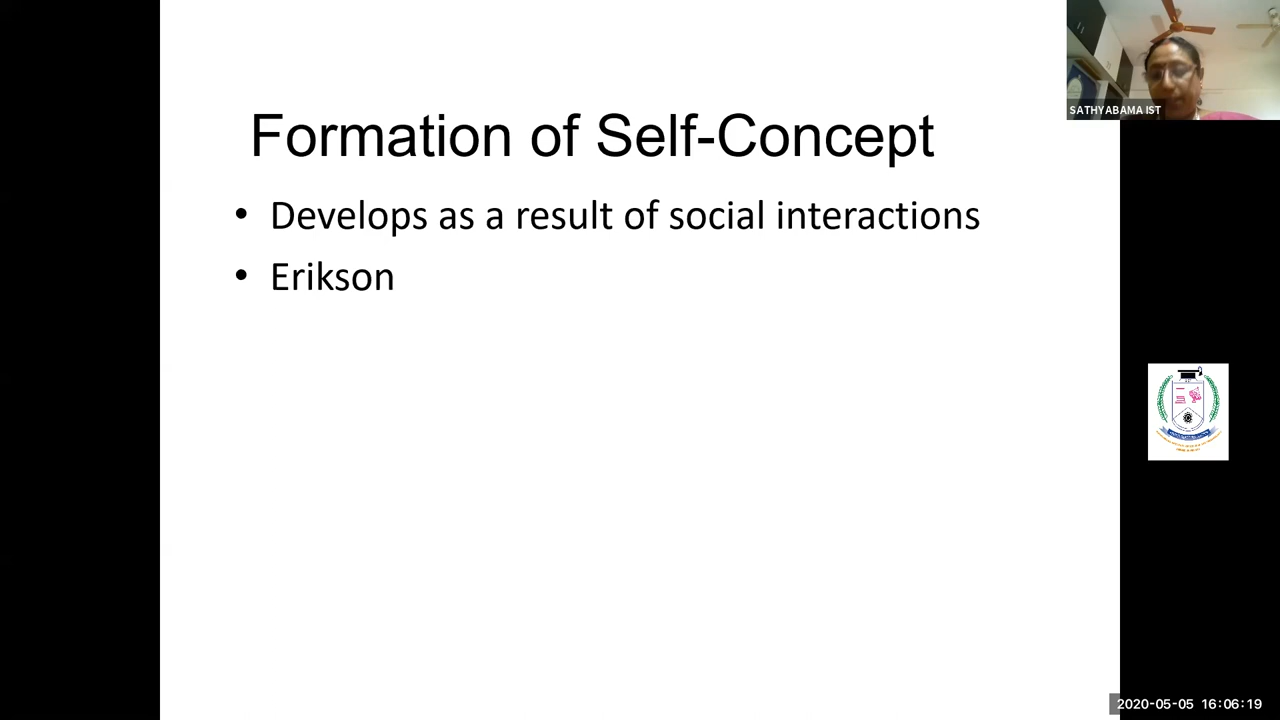 SATHYABAMA IST
Formation of Self-Concept
• Develops as a result of social interactions
• Erikson
2020-05-05 16:06:19